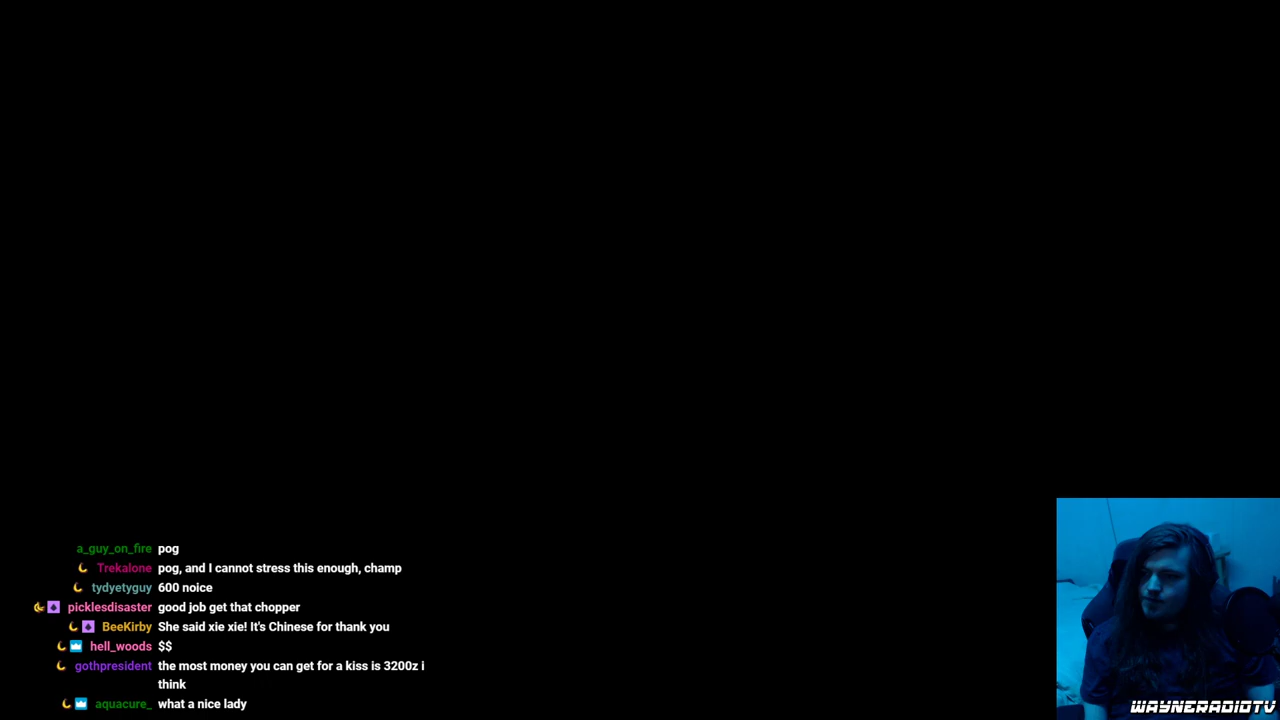 a_guy_on_fire pog
Trekalone pog, and I cannot stress this enough, champ
tydyetyguy 600 noice
picklesdisaster good job get that chopper
BeeKirby She said xie xie! It's Chinese for thank you
hell_woods $$
gothpresident the most money you can get for a kiss is 3200z i
think
aquacure_ what a nice lady
WAYNERADIOTV